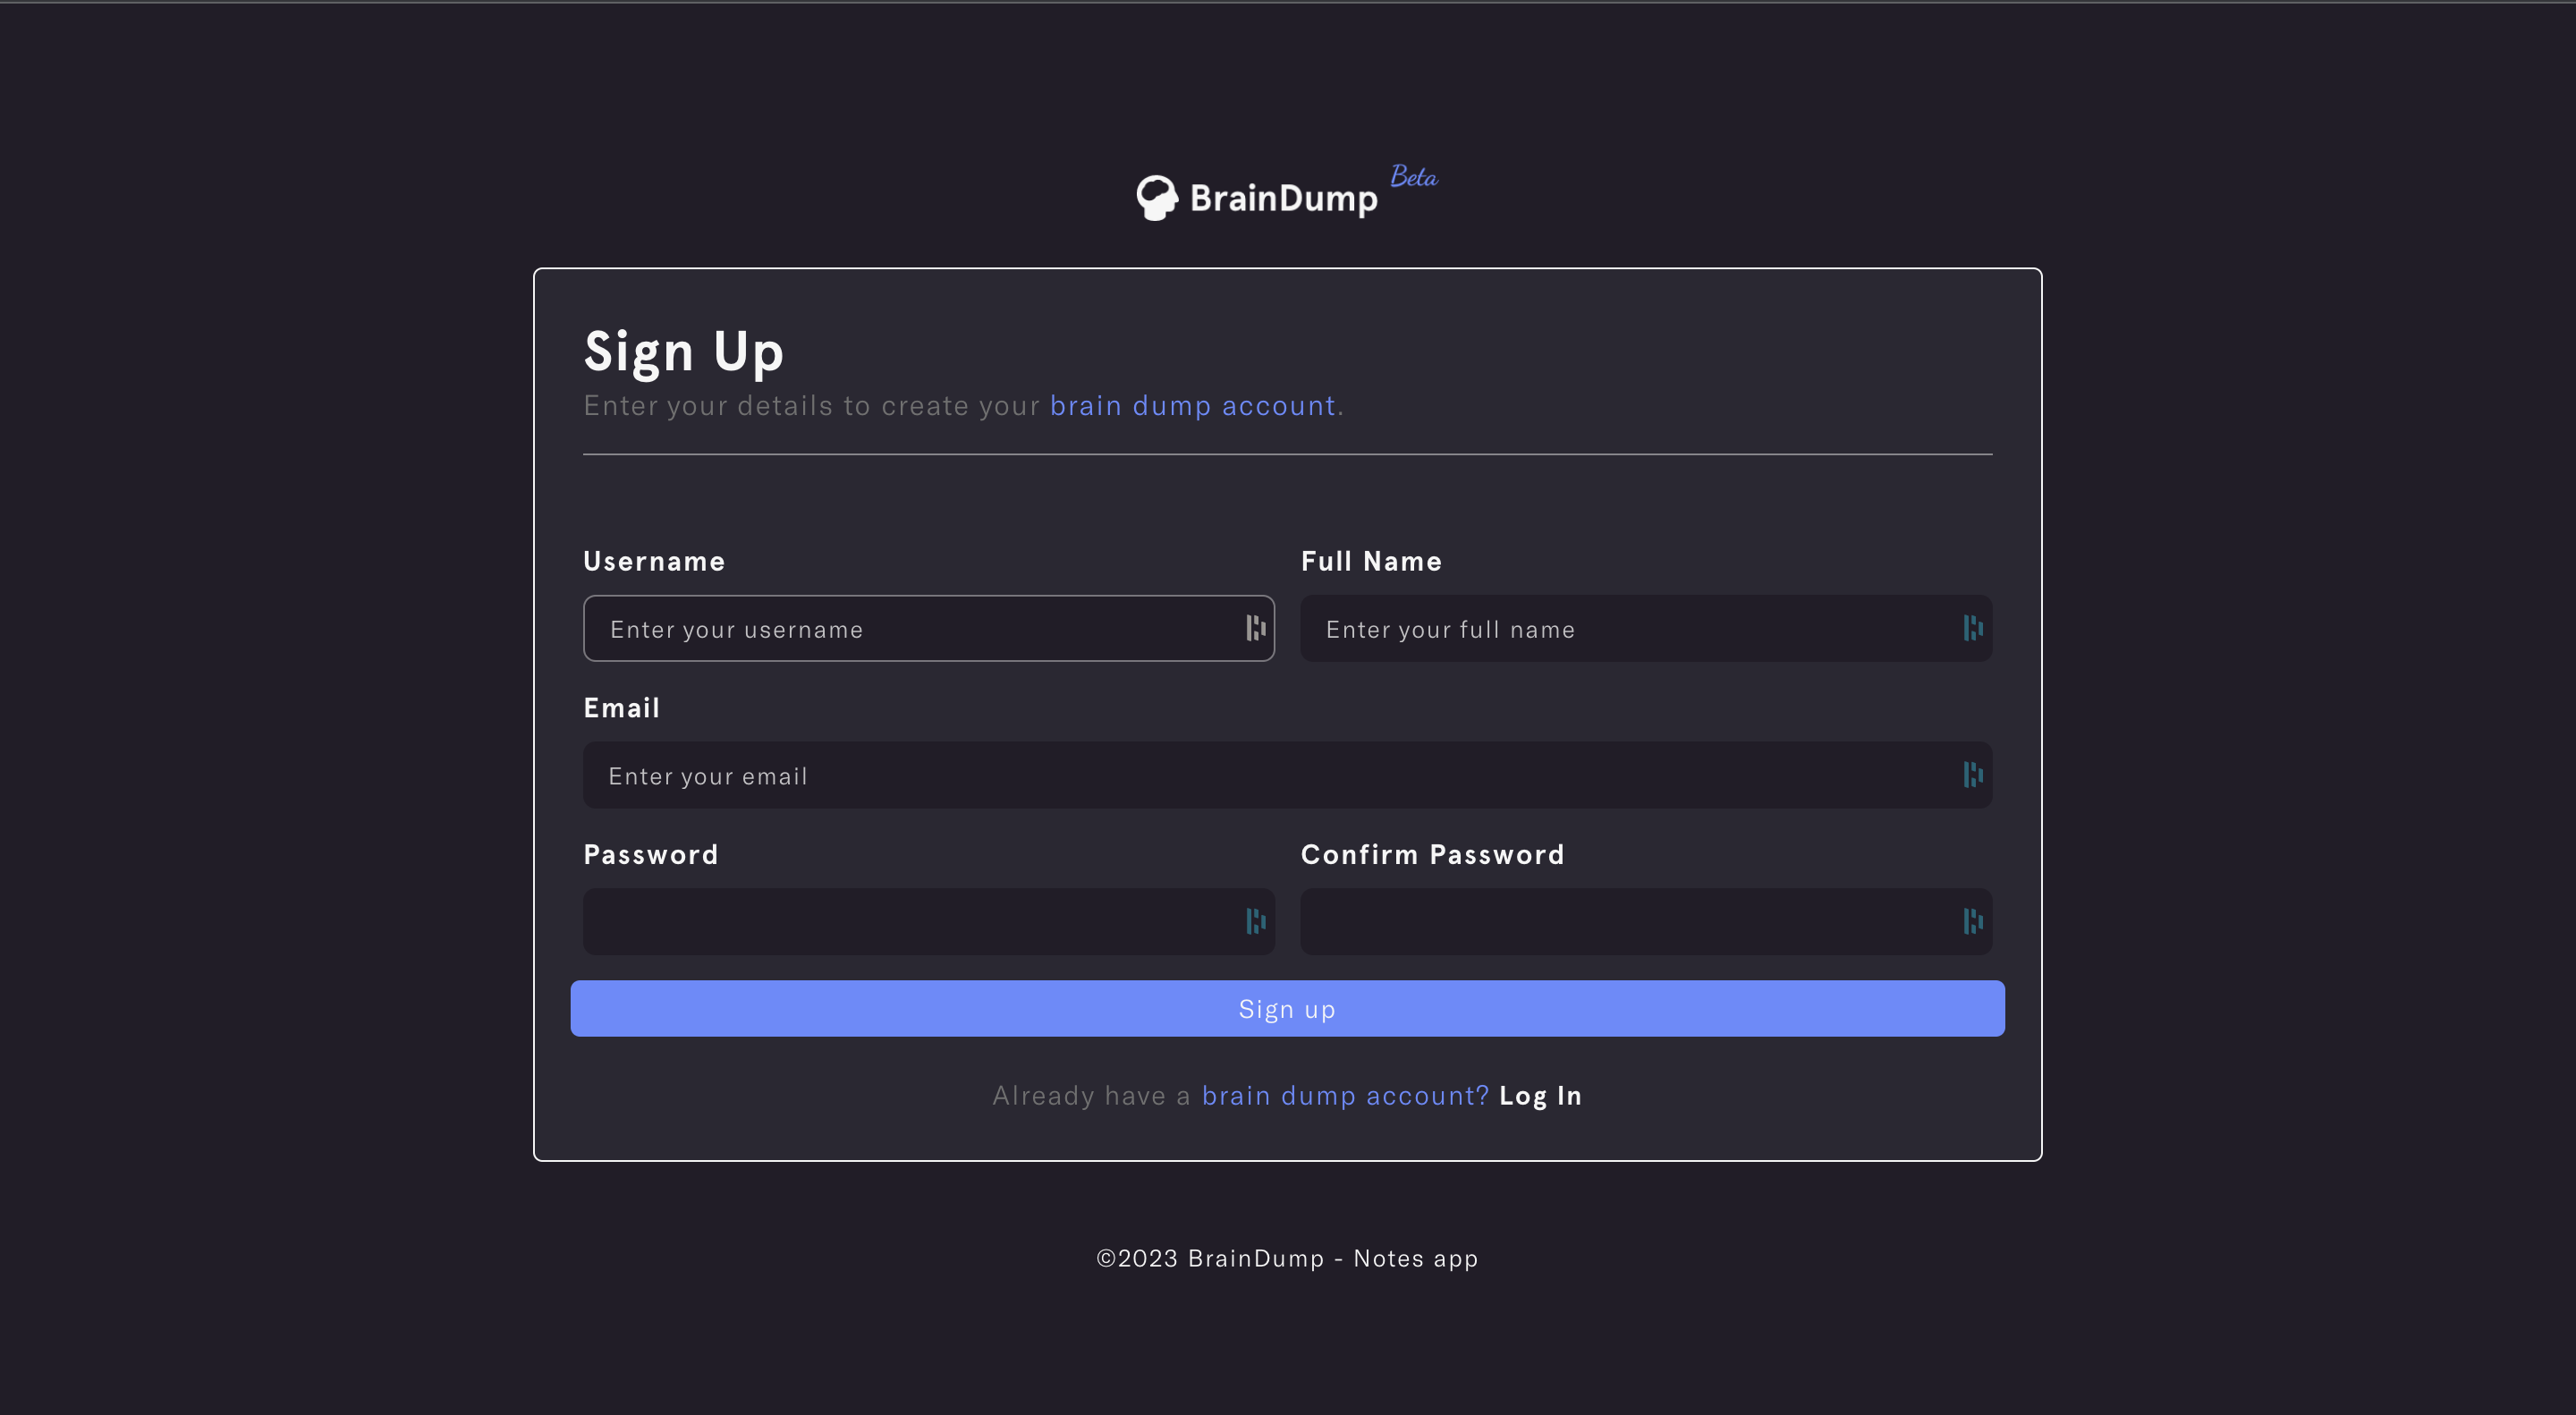 BrainDump Beta
Sign Up
Enter your details to create your brain dump account.
Username
Full Name
Enter your username
Enter your full name
Email
Enter your email
Password
Confirm Password
Sign up
Already have a brain dump account? Log In
©2023 BrainDump - Notes app